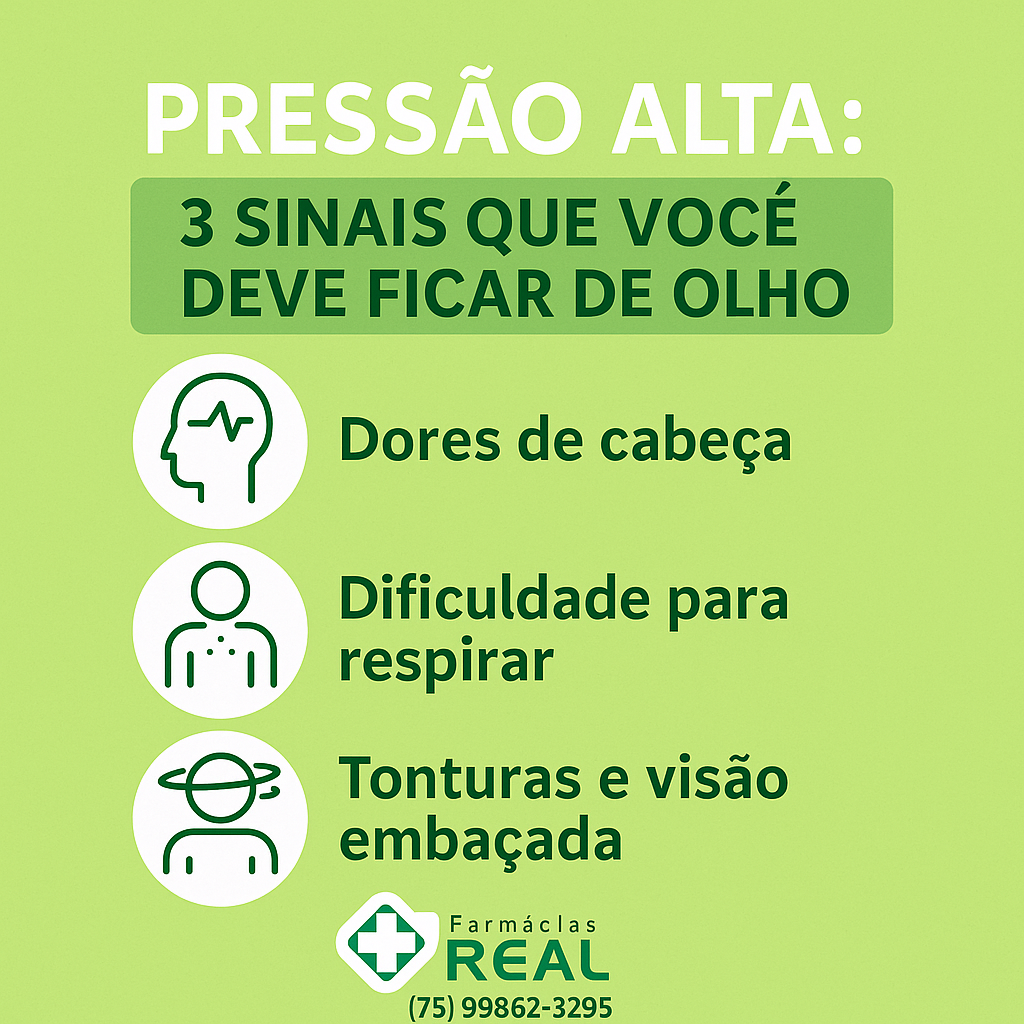 PRESSÃO ALTA:
3 SINAIS QUE VOCÉ
DEVE FICAR DE OLHO
Dores de cabeça
Dificuldade para
respirar
Tonturas e visão
embaçada
Farmáclas
REAL
(75) 99862-3295